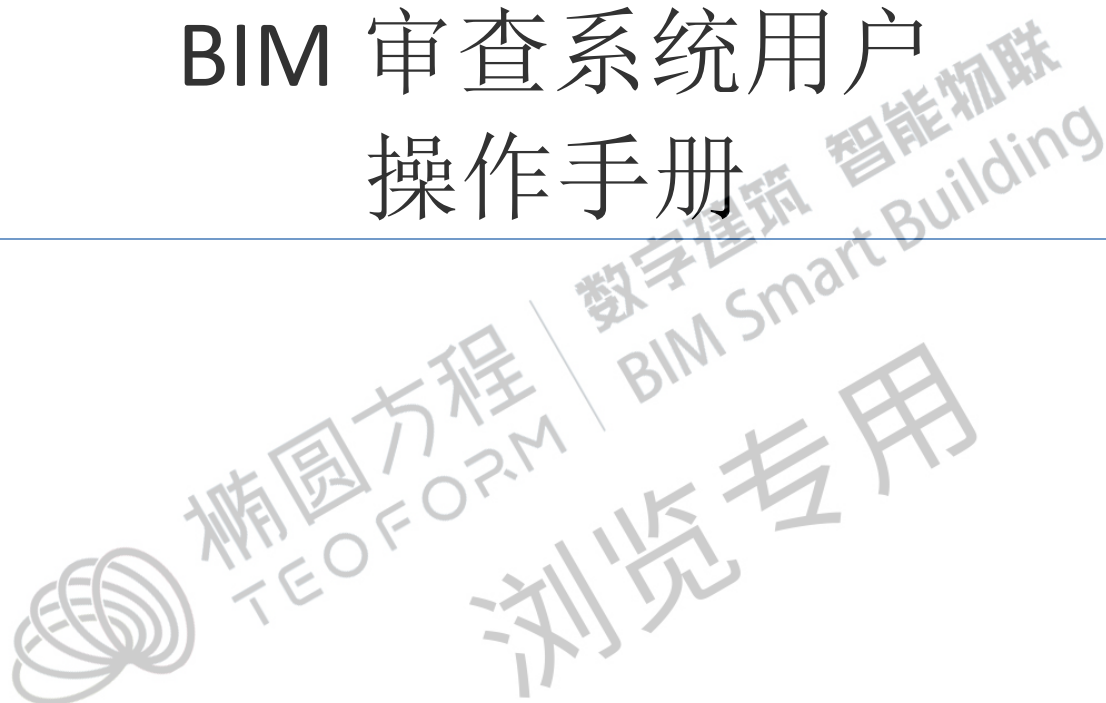 BIM 审查系统用户
操作手册
数字建筑 智能物联
BIM Smart Building
椭圆方程
TEOFORM
浏览专用